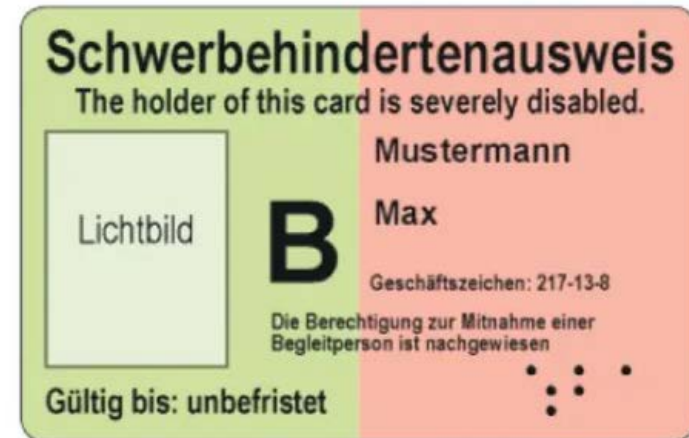 Schwerbehindertenausweis
The holder of this card is severely disabled.
Mustermann
Max
Lichtbild
B
Geschäftszeichen: 217-13-8
Die Berechtigung zur Mitnahme einer
Begleitperson ist nachgewiesen
Gültig bis: unbefristet